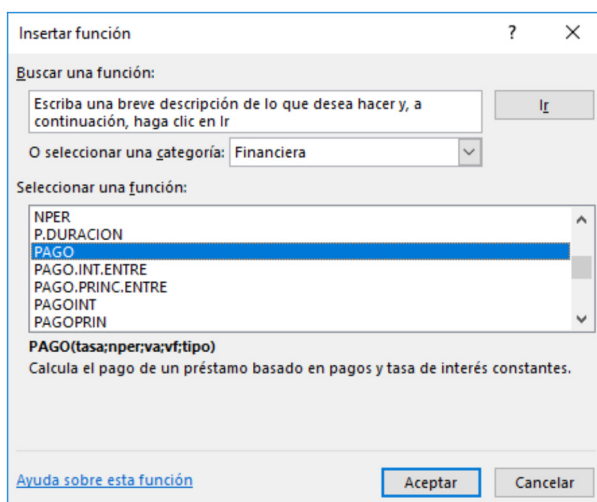 Insertar función
?
Buscar una función:
Escriba una breve descripción de lo que desea hacer y, a
continuación, haga clic en Ir
Ir
O seleccionar una categoría: Financiera
Seleccionar una función:
NPER
P.DURACION
PAGO
PAGO.INT.ENTRE
PAGO.PRINC.ENTRE
PAGOINT
PAGOPRIN
PAGO(tasa;nper;va;vf;tipo)
Calcula el pago de un préstamo basado en pagos y tasa de interés constantes.
Ayuda sobre esta función
Aceptar
Cancelar